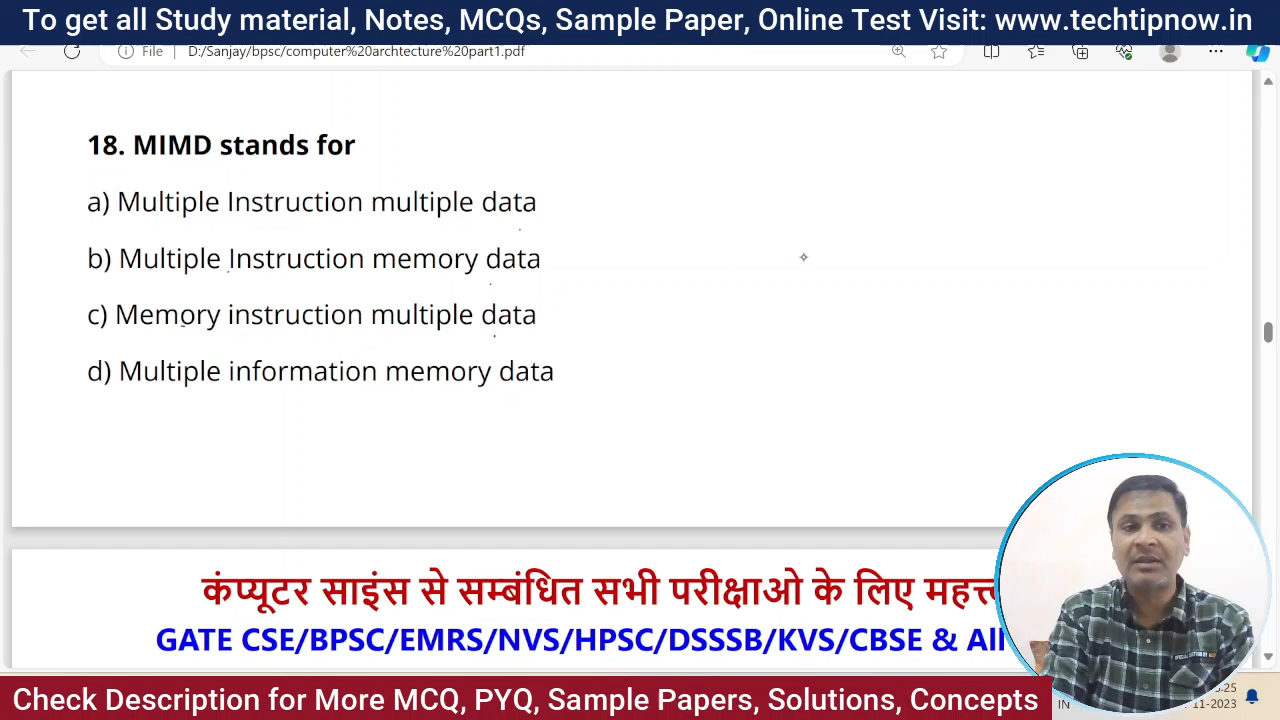 To get all Study material, Notes, MCQs, Sample Paper, Online Test Visit: www.techtipnow.in
File | D:/Sanjay/bpsc/computer%20archtecture%20part1.pdf
18. MIMD stands for
a) Multiple Instruction multiple data
b) Multiple Instruction memory data
c) Memory instruction multiple data
d) Multiple information memory data
कंप्यूटर साइंस से सम्बंधित सभी परीक्षाओ के लिए
GATE CSE/BPSC/EMRS/NVS/HPSC/DSSSB/KVS/CBSE & All
Check Description for More MCQ, PYQ, Sample Papers, Solutions, Concepts
IN
11-2023